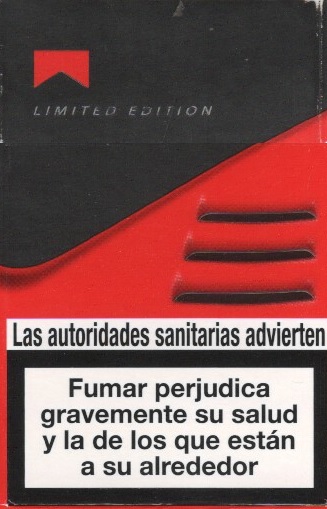 LIMITED EDITION
Las autoridades sanitarias advierten
Fumar perjudica
gravemente su salud
y la de los que están
a su alrededor